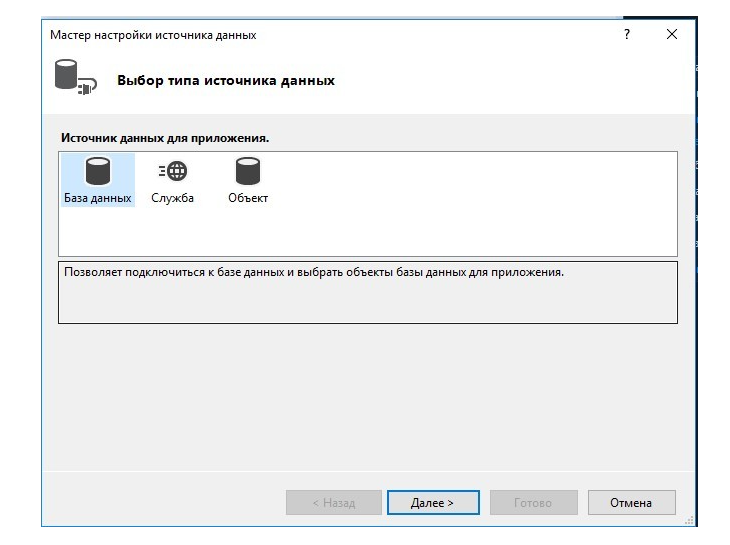 Мастер настройки источника данных
?
Выбор типа источника данных
Источник данных для приложения.
База данных Служба Объект
Позволяет подключиться к базе данных и выбрать объекты базы данных для приложения.
< Назад Далее > Готово Отмена